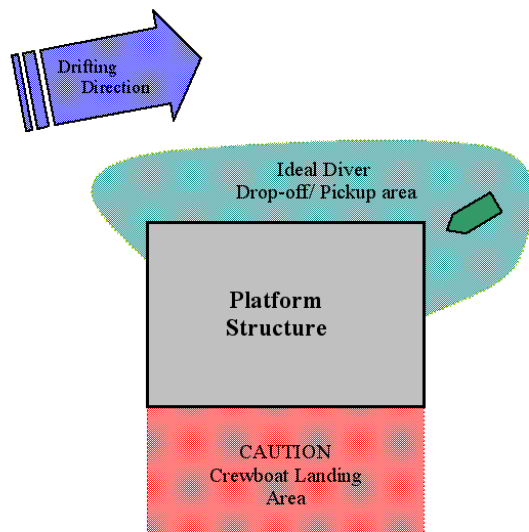 Drifting
Direction
Ideal Diver
Drop-off/ Pickup area
Platform
Structure
CAUTION
Crewboat Landing
Area